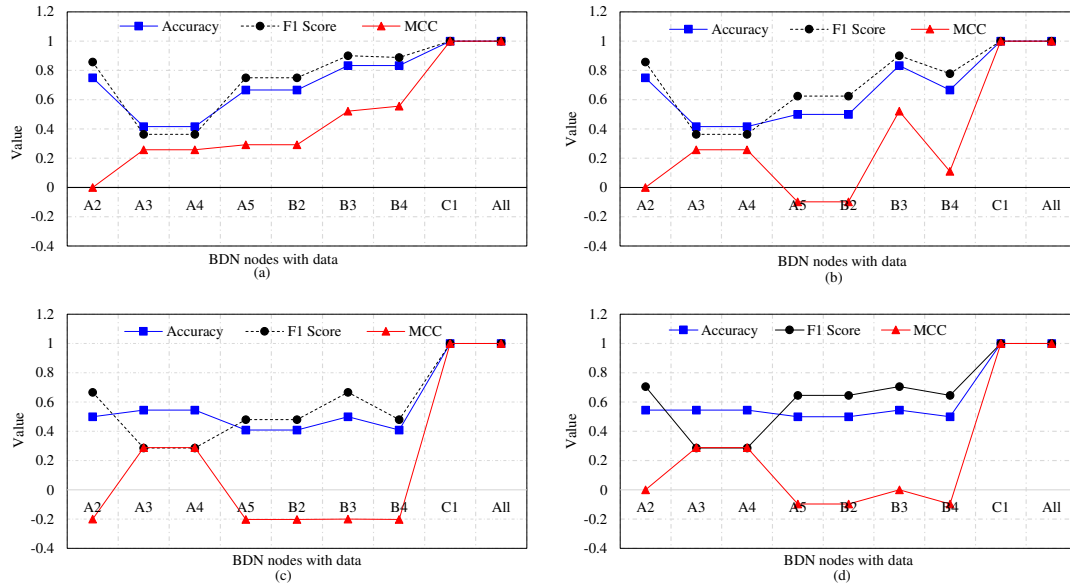 1.2
1
0.8
0.6
0.4
0.2
0
-0.2
-0.4
Value
Accuracy F1 Score MCC
A2 A3 A4 A5 B2 B3 B4 C1 All
BDN nodes with data
(a)
1.2
1
0.8
0.6
0.4
0.2
0
-0.2
-0.4
Value
Accuracy F1 Score MCC
A2 A3 A4 A5 B2 B3 B4 C1 All
BDN nodes with data
(b)
1.2
1
0.8
0.6
0.4
0.2
0
-0.2
-0.4
Value
Accuracy F1 Score MCC
A2 A3 A4 A5 B2 B3 B4 C1 All
BDN nodes with data
(c)
1.2
1
0.8
0.6
0.4
0.2
0
-0.2
-0.4
Value
Accuracy F1 Score MCC
A2 A3 A4 A5 B2 B3 B4 C1 All
BDN nodes with data
(d)